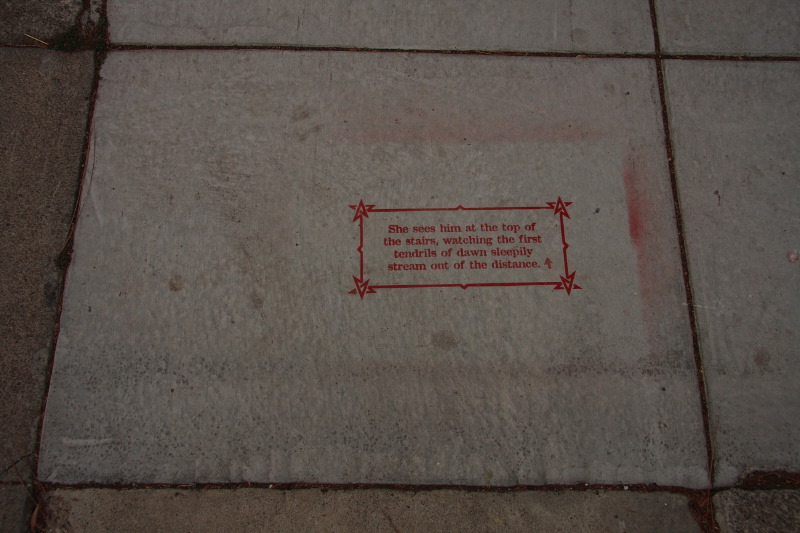 She sees him at the top of
the stairs, watching the first
tendrils of dawn sleepily
stream out of the distance.